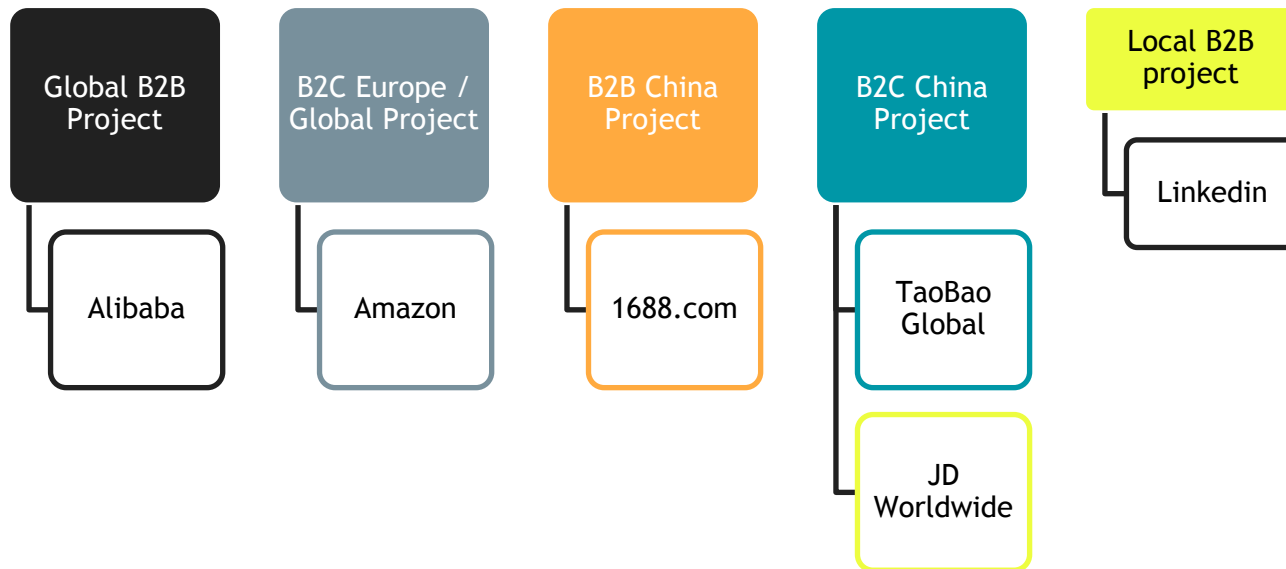 Global B2B
Project
B2C Europe /
Global Project
B2B China
Project
B2C China
Project
Local B2B
project
Alibaba
Amazon
1688.com
TaoBao
Global
Linkedin
JD
Worldwide